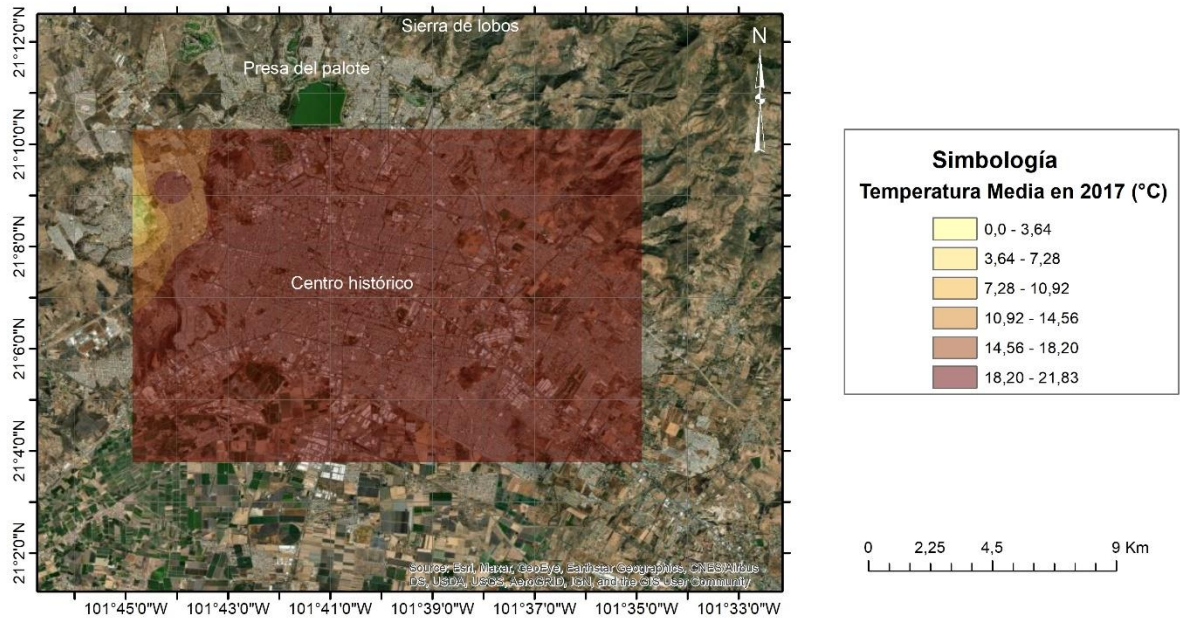 Sierra de lobos
Presa del palote
Centro histórico
N
21°12'0"N
21°10'0"N
21°8'0"N
21°6'0"N
21°4'0"N
21°2'0"N
Source: Esri, Maxar, GeoEye, Earthstar Geographics, CNES/Airbus
DS, USDA, USGS, AeroGRID, IGN, and the GIS User Community
101°45'0"W
101°43'0"W
101°41'0"W
101°39'0"W
101°37'0"W
101°35'0"W
101°33'0"W
Simbología
Temperatura Media en 2017 (°C)
0,0 - 3,64
3,64 - 7,28
7,28 - 10,92
10,92 - 14,56
14,56 - 18,20
18,20 - 21,83
0 2,25 4,5 9 Km